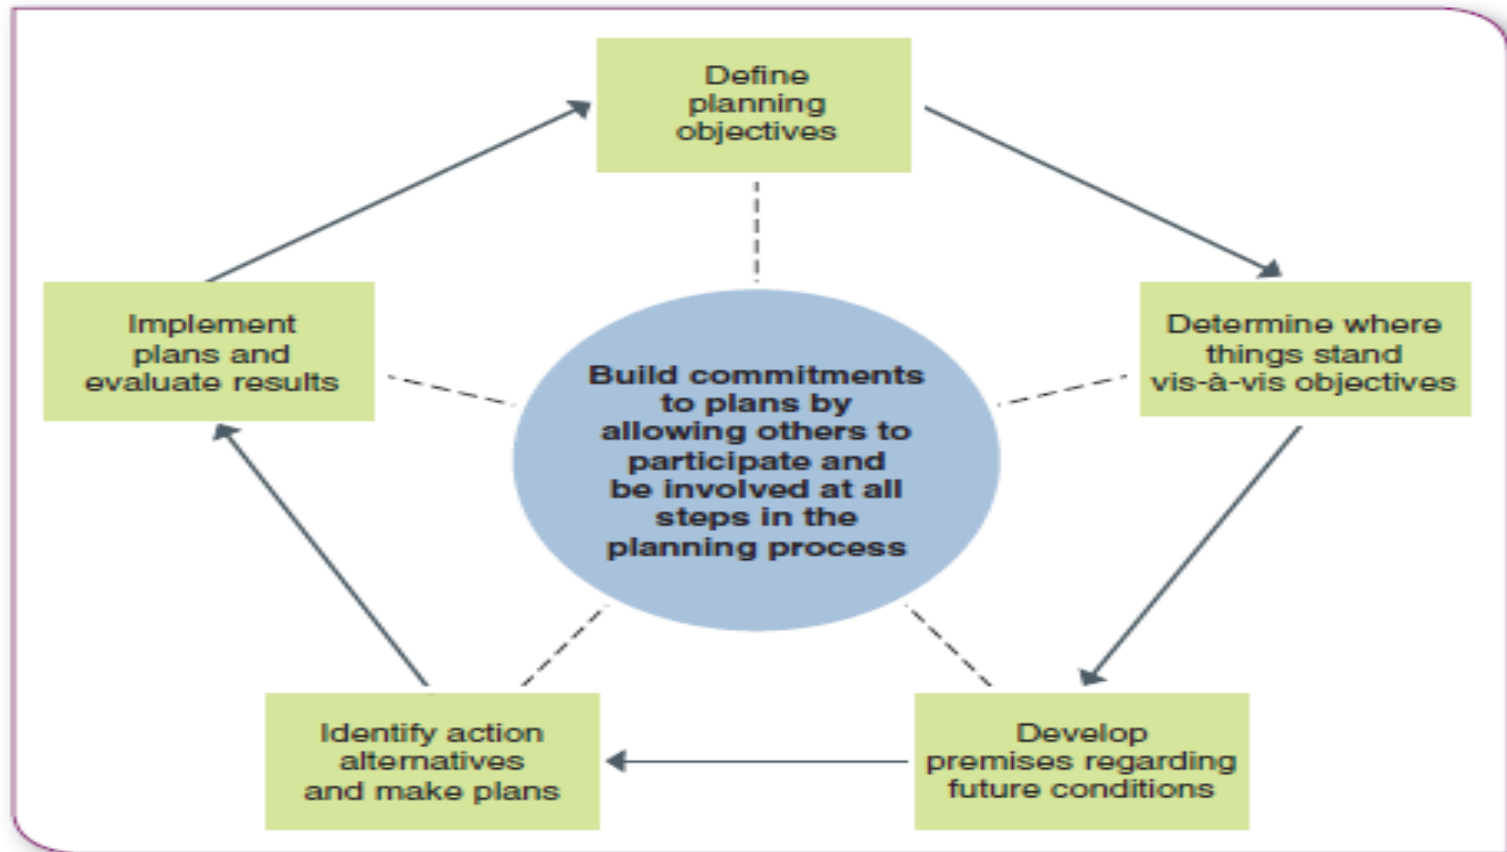 Define
planning
objectives
Determine where
things stand
vis-à-vis objectives
Develop
premises regarding
future conditions
Identify action
alternatives
and make plans
Implement
plans and
evaluate results
Build commitments
to plans by
allowing others to
participate and
be involved at all
steps in the
planning process